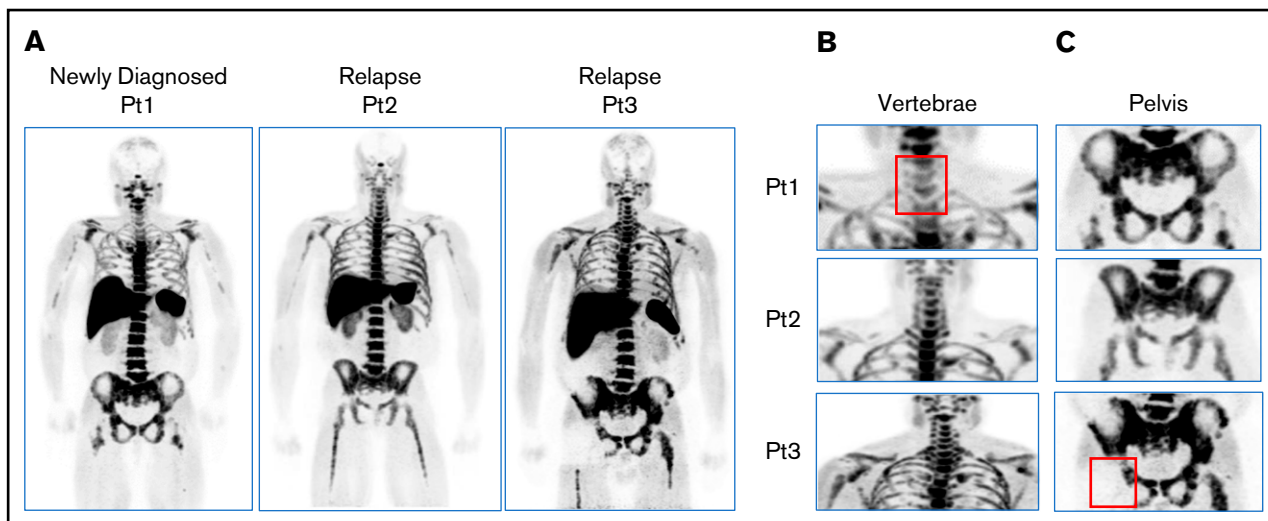 A
Newly Diagnosed
Pt1
Relapse
Pt2
Relapse
Pt3
B
Vertebrae
C
Pelvis
Pt1
Pt2
Pt3